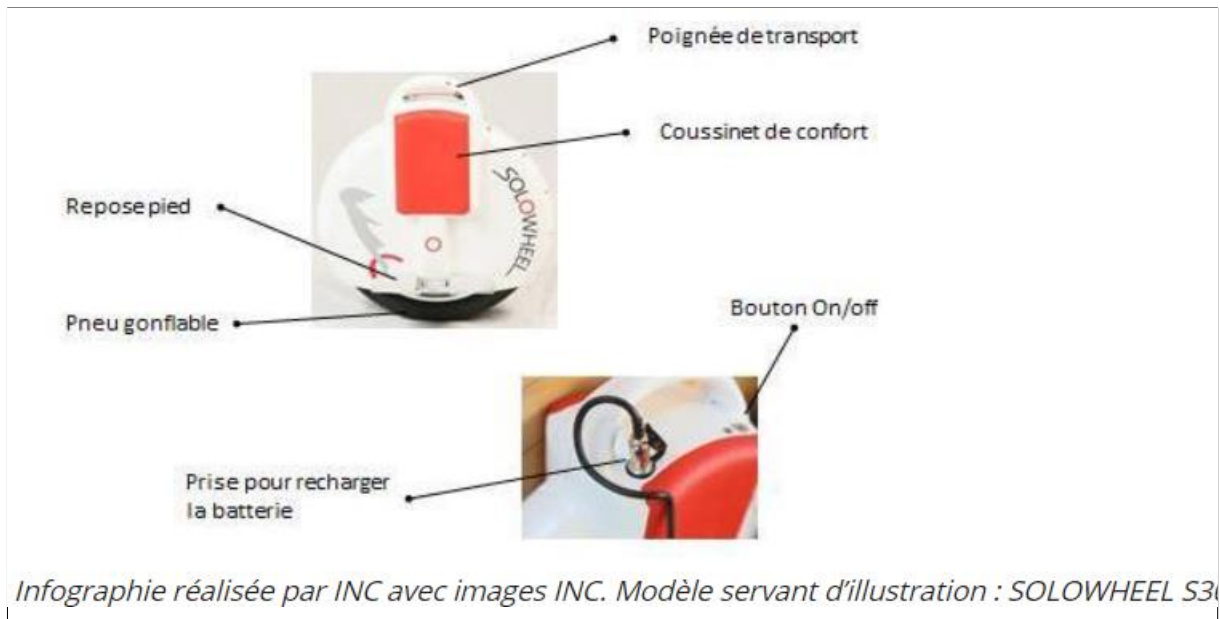 Poignée de transport
Coussinet de confort
Repose pied
SOLOWHEEL
Bouton On/off
Pneu gonflable
Prise pour recharger
la batterie
Infographie réalisée par INC avec images INC. Modèle servant d'illustration : SOLOWHEEL